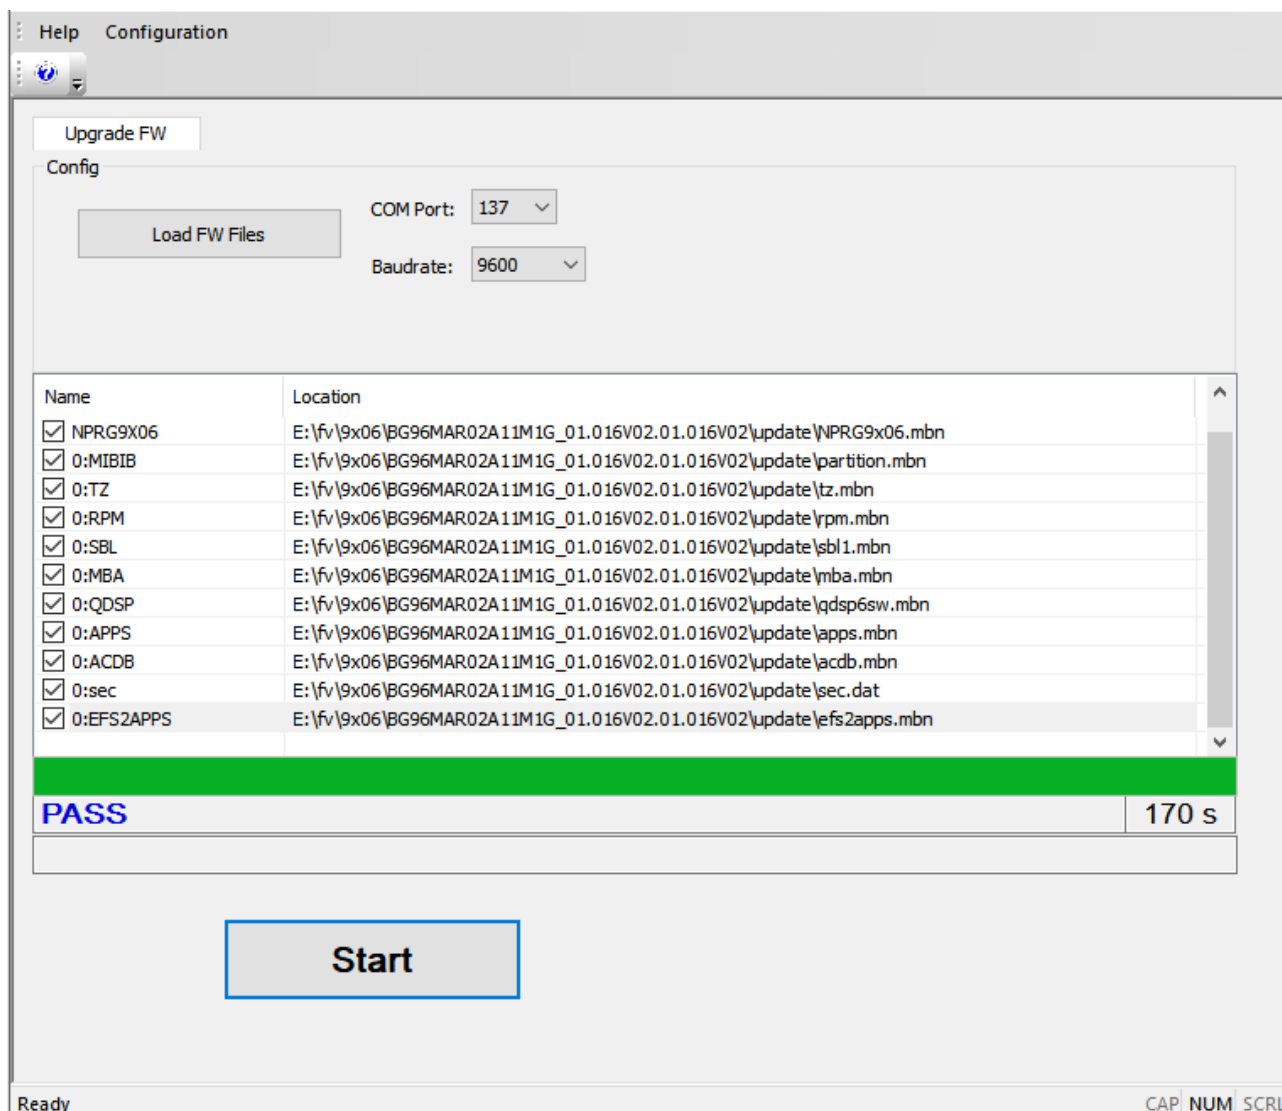 Help Configuration
Upgrade FW
Config
Load FW Files
COM Port: 137
Baudrate: 9600
Name Location
NPRG9X06 E:\fv\9x06\BG96MAR02A11M1G_01.016V02.01.016V02\update\NPRG9x06.mbn
0:MIBIB E:\fv\9x06\BG96MAR02A11M1G_01.016V02.01.016V02\update\partition.mbn
0:TZ E:\fv\9x06\BG96MAR02A11M1G_01.016V02.01.016V02\update\tz.mbn
0:RPM E:\fv\9x06\BG96MAR02A11M1G_01.016V02.01.016V02\update\rpm.mbn
0:SBL E:\fv\9x06\BG96MAR02A11M1G_01.016V02.01.016V02\update\sbl1.mbn
0:MBA E:\fv\9x06\BG96MAR02A11M1G_01.016V02.01.016V02\update\mba.mbn
0:QDSP E:\fv\9x06\BG96MAR02A11M1G_01.016V02.01.016V02\update\qdsp6sw.mbn
0:APPS E:\fv\9x06\BG96MAR02A11M1G_01.016V02.01.016V02\update\apps.mbn
0:ACDB E:\fv\9x06\BG96MAR02A11M1G_01.016V02.01.016V02\update\acdb.mbn
0:sec E:\fv\9x06\BG96MAR02A11M1G_01.016V02.01.016V02\update\sec.dat
0:EFS2APPS E:\fv\9x06\BG96MAR02A11M1G_01.016V02.01.016V02\update\efs2apps.mbn
PASS 170 s
Start
Ready CAP NUM SCRL